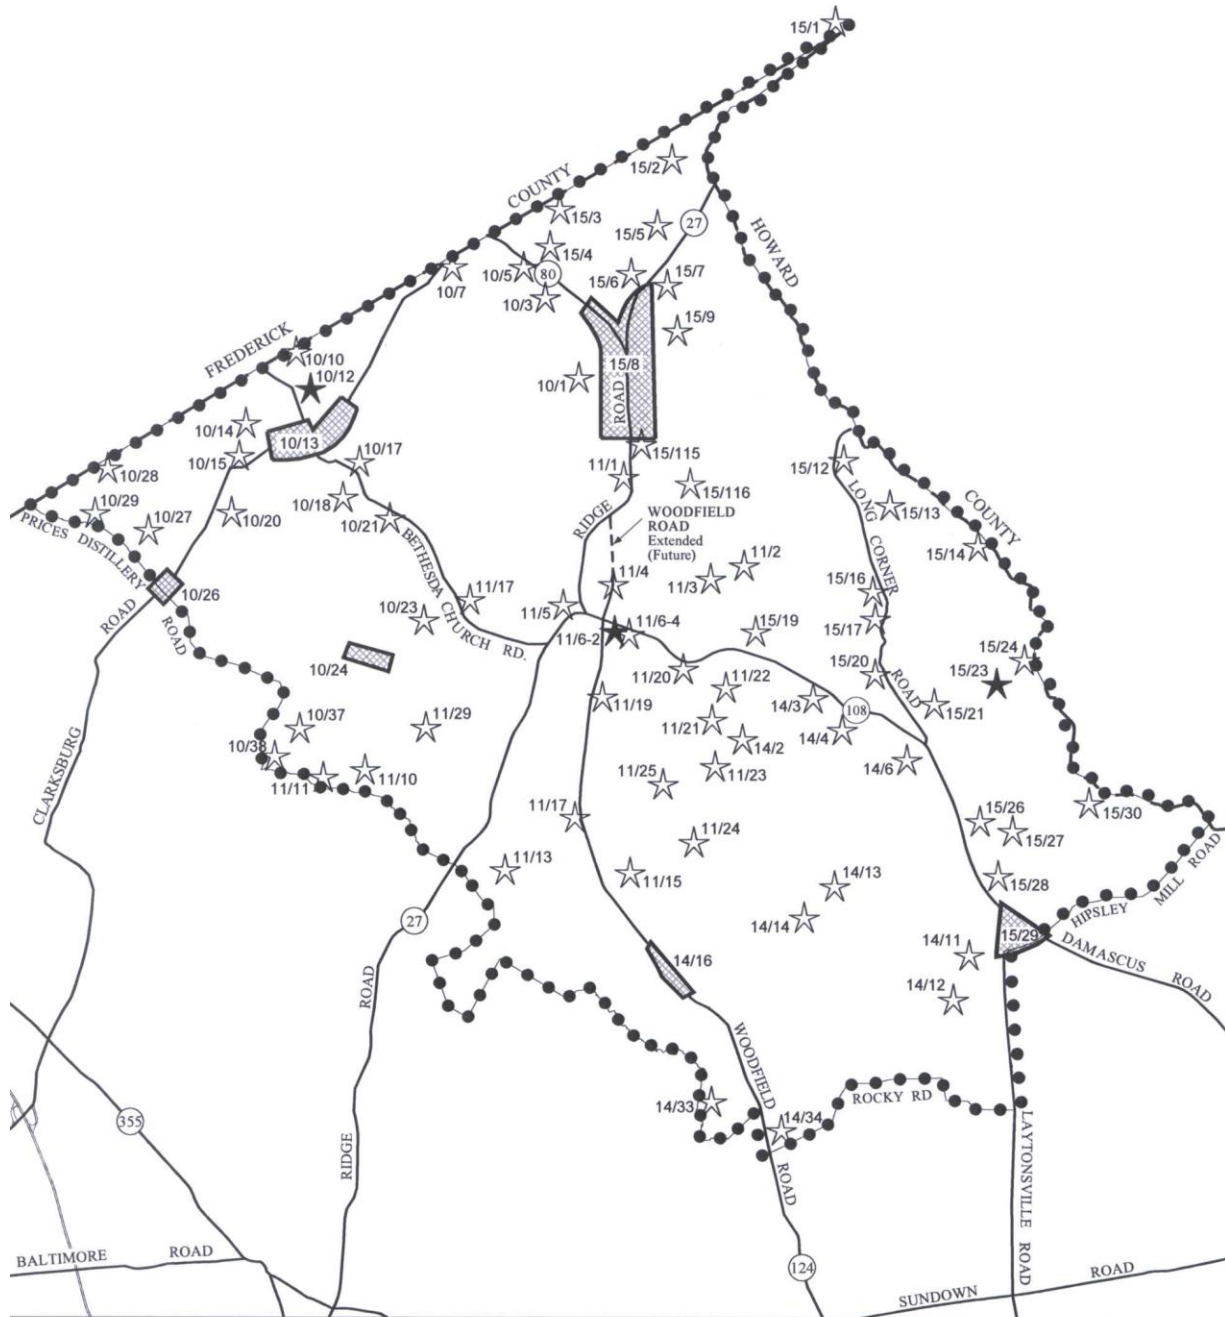 15/1
COUNTY
15/2
15/3
27
HOWARD
15/5
15/4
10/5
80
15/6
15/7
10/7
10/3
15/9
FREDERICK
10/10
10/12
15/8
10/1
ROAD
10/14
10/13
10/15
10/17
15/115
10/28
11/1
15/12
LONG
CORNER
ROAD
10/29
10/27
10/20
10/18
10/21
15/116
15/13
COUNTY
PRICES DISTILLERY
ROAD
BETHESDA CHURCH RD.
RIDGE
WOODFIELD
ROAD
Extended
(Future)
15/14
11/2
11/3
11/4
15/16
10/26
11/17
10/23
11/5
11/6-2
11/6-4
15/19
15/17
CLARKSBURG
ROAD
10/24
11/20
11/22
15/20
15/24
15/23
11/19
14/3
108
15/21
10/37
11/29
11/21
14/2
14/4
10/38
11/11
11/10
11/25
11/23
14/6
11/17
15/26
15/27
15/30
11/24
HIPSLEY
MILL ROAD
11/13
11/15
14/13
15/28
14/14
27
15/29
DAMASCUS
ROAD
14/11
14/16
14/12
ROAD
RIDGE
WOODFIELD
ROAD
14/33
14/34
ROCKY RD
355
LAYTONSVILLE
ROAD
BALTIMORE
ROAD
124
SUNDOWN
ROAD